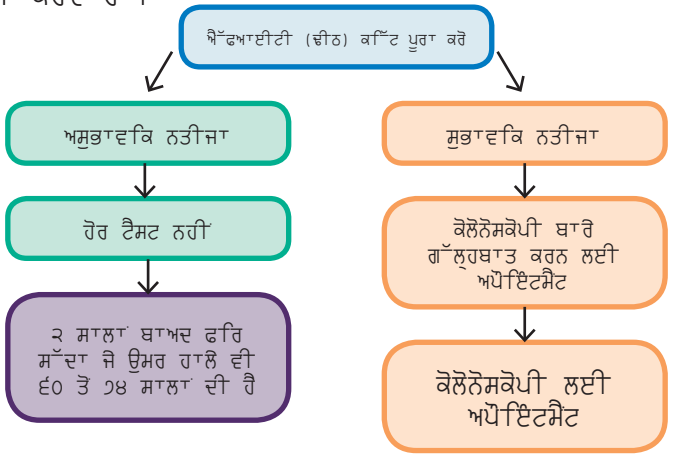 ਐੱਫਆਈਟੀ (ਢੀਠ) ਕਿੱਟ ਪੂਰਾ ਕਰੋ
ਅਸੁਭਾਵਕਿ ਨਤੀਜਾ
ਸੁਭਾਵਕਿ ਨਤੀਜਾ
ਹੋਰ ਟੈਸਟ ਨਹੀਂ
ਕੋਲੋਨੋਸਕੋਪੀ ਬਾਰੇ
ਗੱਲ੍ਹਬਾਤ ਕਰਨ ਲਈ
ਅਪੌਇੰਟਮੈਂਟ
੨ ਸਾਲਾਂ ਬਾਅਦ ਫਰਿ
ਸੱਦਾ ਜੇ ਉਮਰ ਹਾਲੇ ਵੀ
੬੦ ਤੋਂ ੭੪ ਸਾਲਾਂ ਦੀ ਹੈ
ਕੋਲੋਨੋਸਕੋਪੀ ਲਈ
ਅਪੌਇੰਟਮੈਂਟ